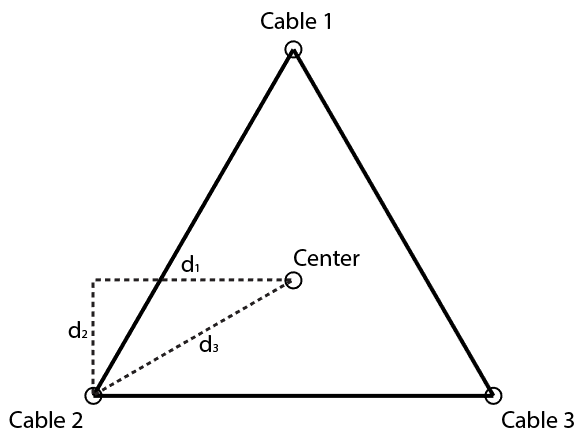 Cable 1
Center
d₁
d₂
d₃
Cable 2
Cable 3